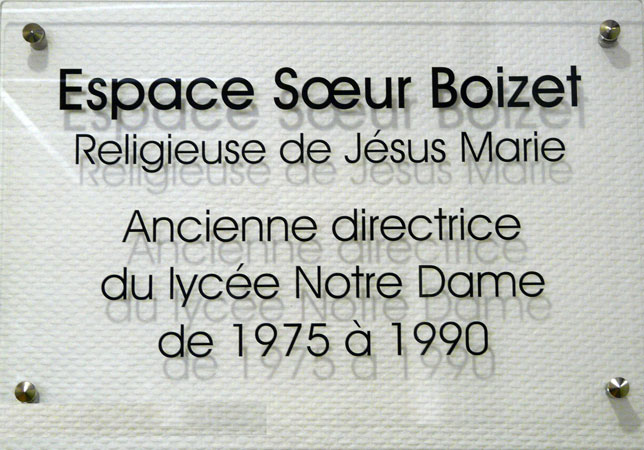 Espace Sœur Boizet
Religieuse de Jésus Marie
Ancienne directrice
du lycée Notre Dame
de 1975 à 1990